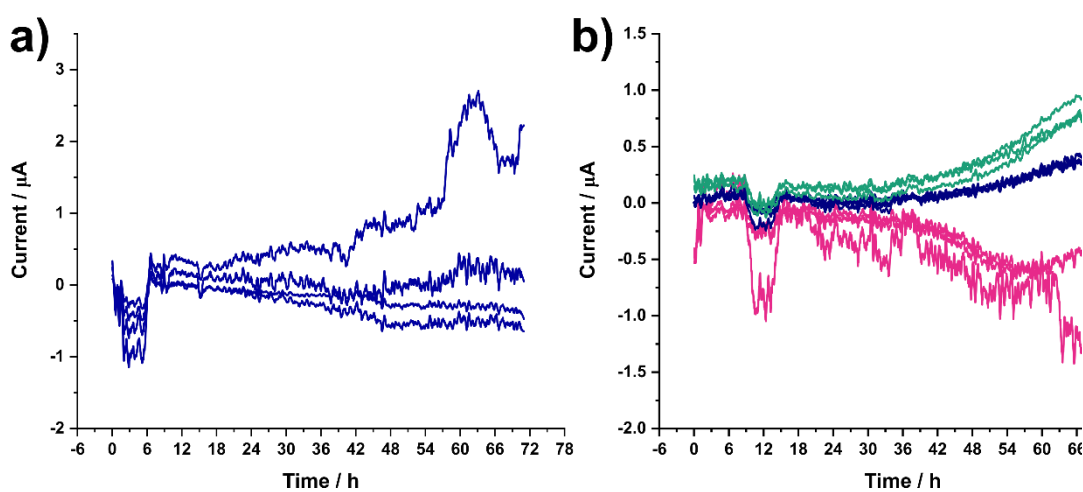 a)
3
2
1
0
-1
-2
Current / µA
-6 0 6 12 18 24 30 36 42 48 54 60 66 72 78
Time / h
b)
1.5
1.0
0.5
0.0
-0.5
-1.0
-1.5
-2.0
Current / µA
-6 0 6 12 18 24 30 36 42 48 54 60 66
Time / h